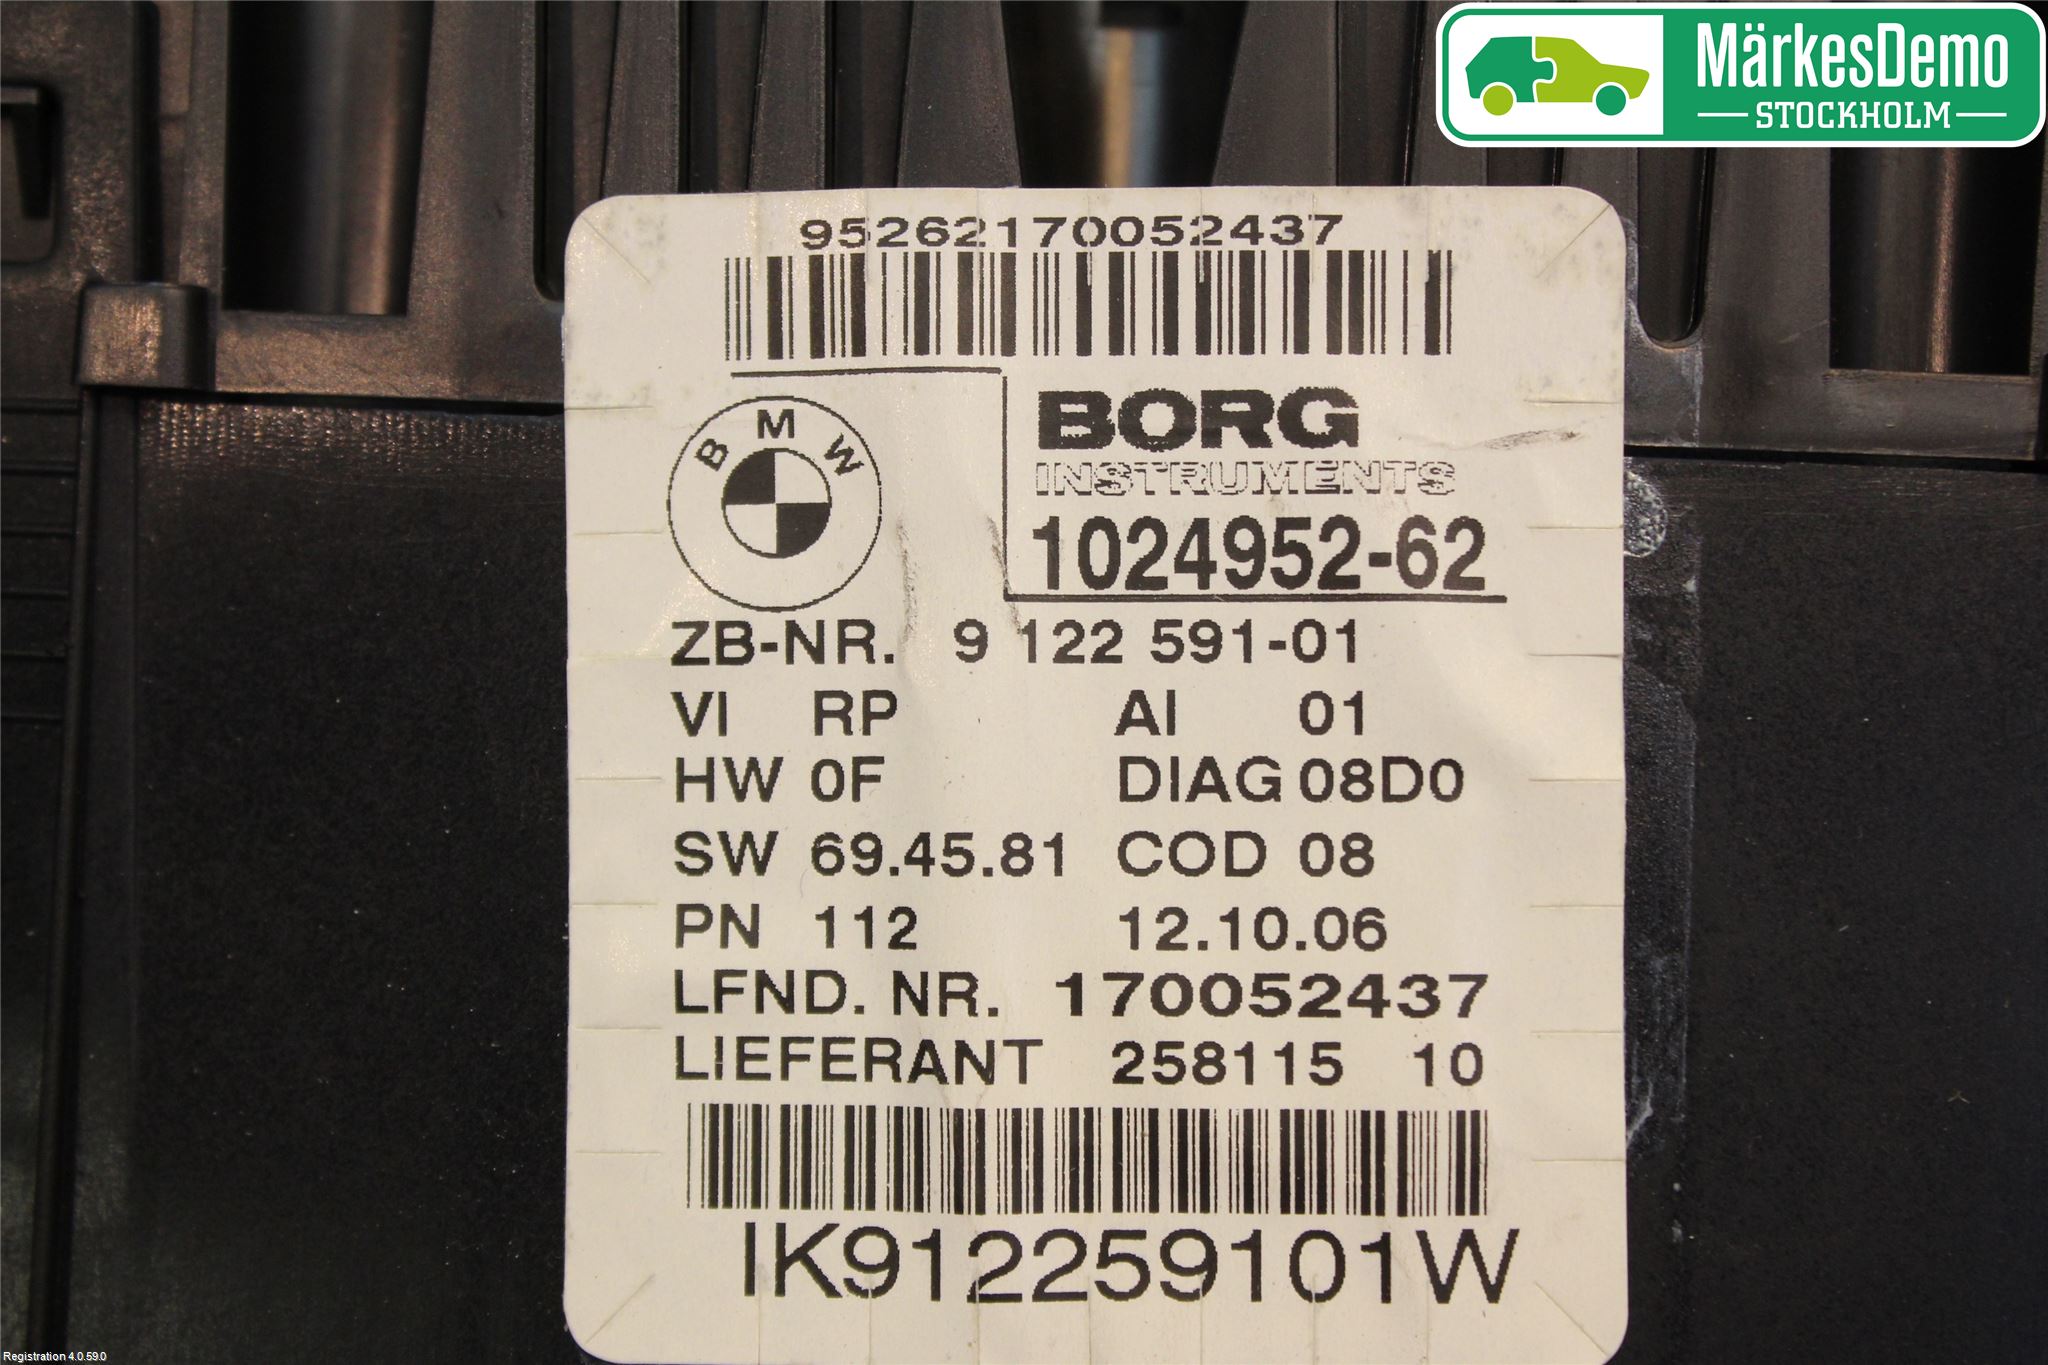 MärkesDemo
STOCKHOLM
95262170052437
BMW
BORG
INSTRUMENTS
1024952-62
ZB-NR. 9 122 591-01
VI RP AI 01
HW 0F DIAG 08D0
SW 69.45.81 COD 08
PN 112 12.10.06
LFND. NR. 170052437
LIEFERANT 258115 10
IK912259101W
Registration 4.0.59.0